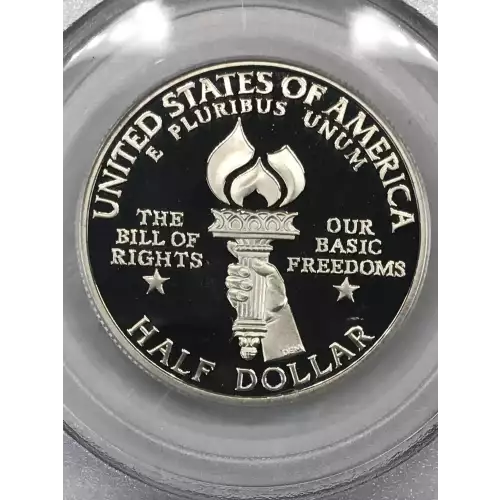 UNITED STATES OF AMERICA
E PLURIBUS UNUM
THE
BILL OF
RIGHTS
OUR
BASIC
FREEDOMS
HALF DOLLAR